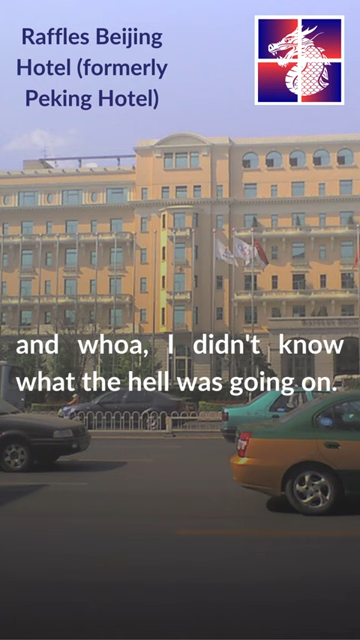 Raffles Beijing
Hotel (formerly
Peking Hotel)
and whoa, I didn't know
what the hell was going on.